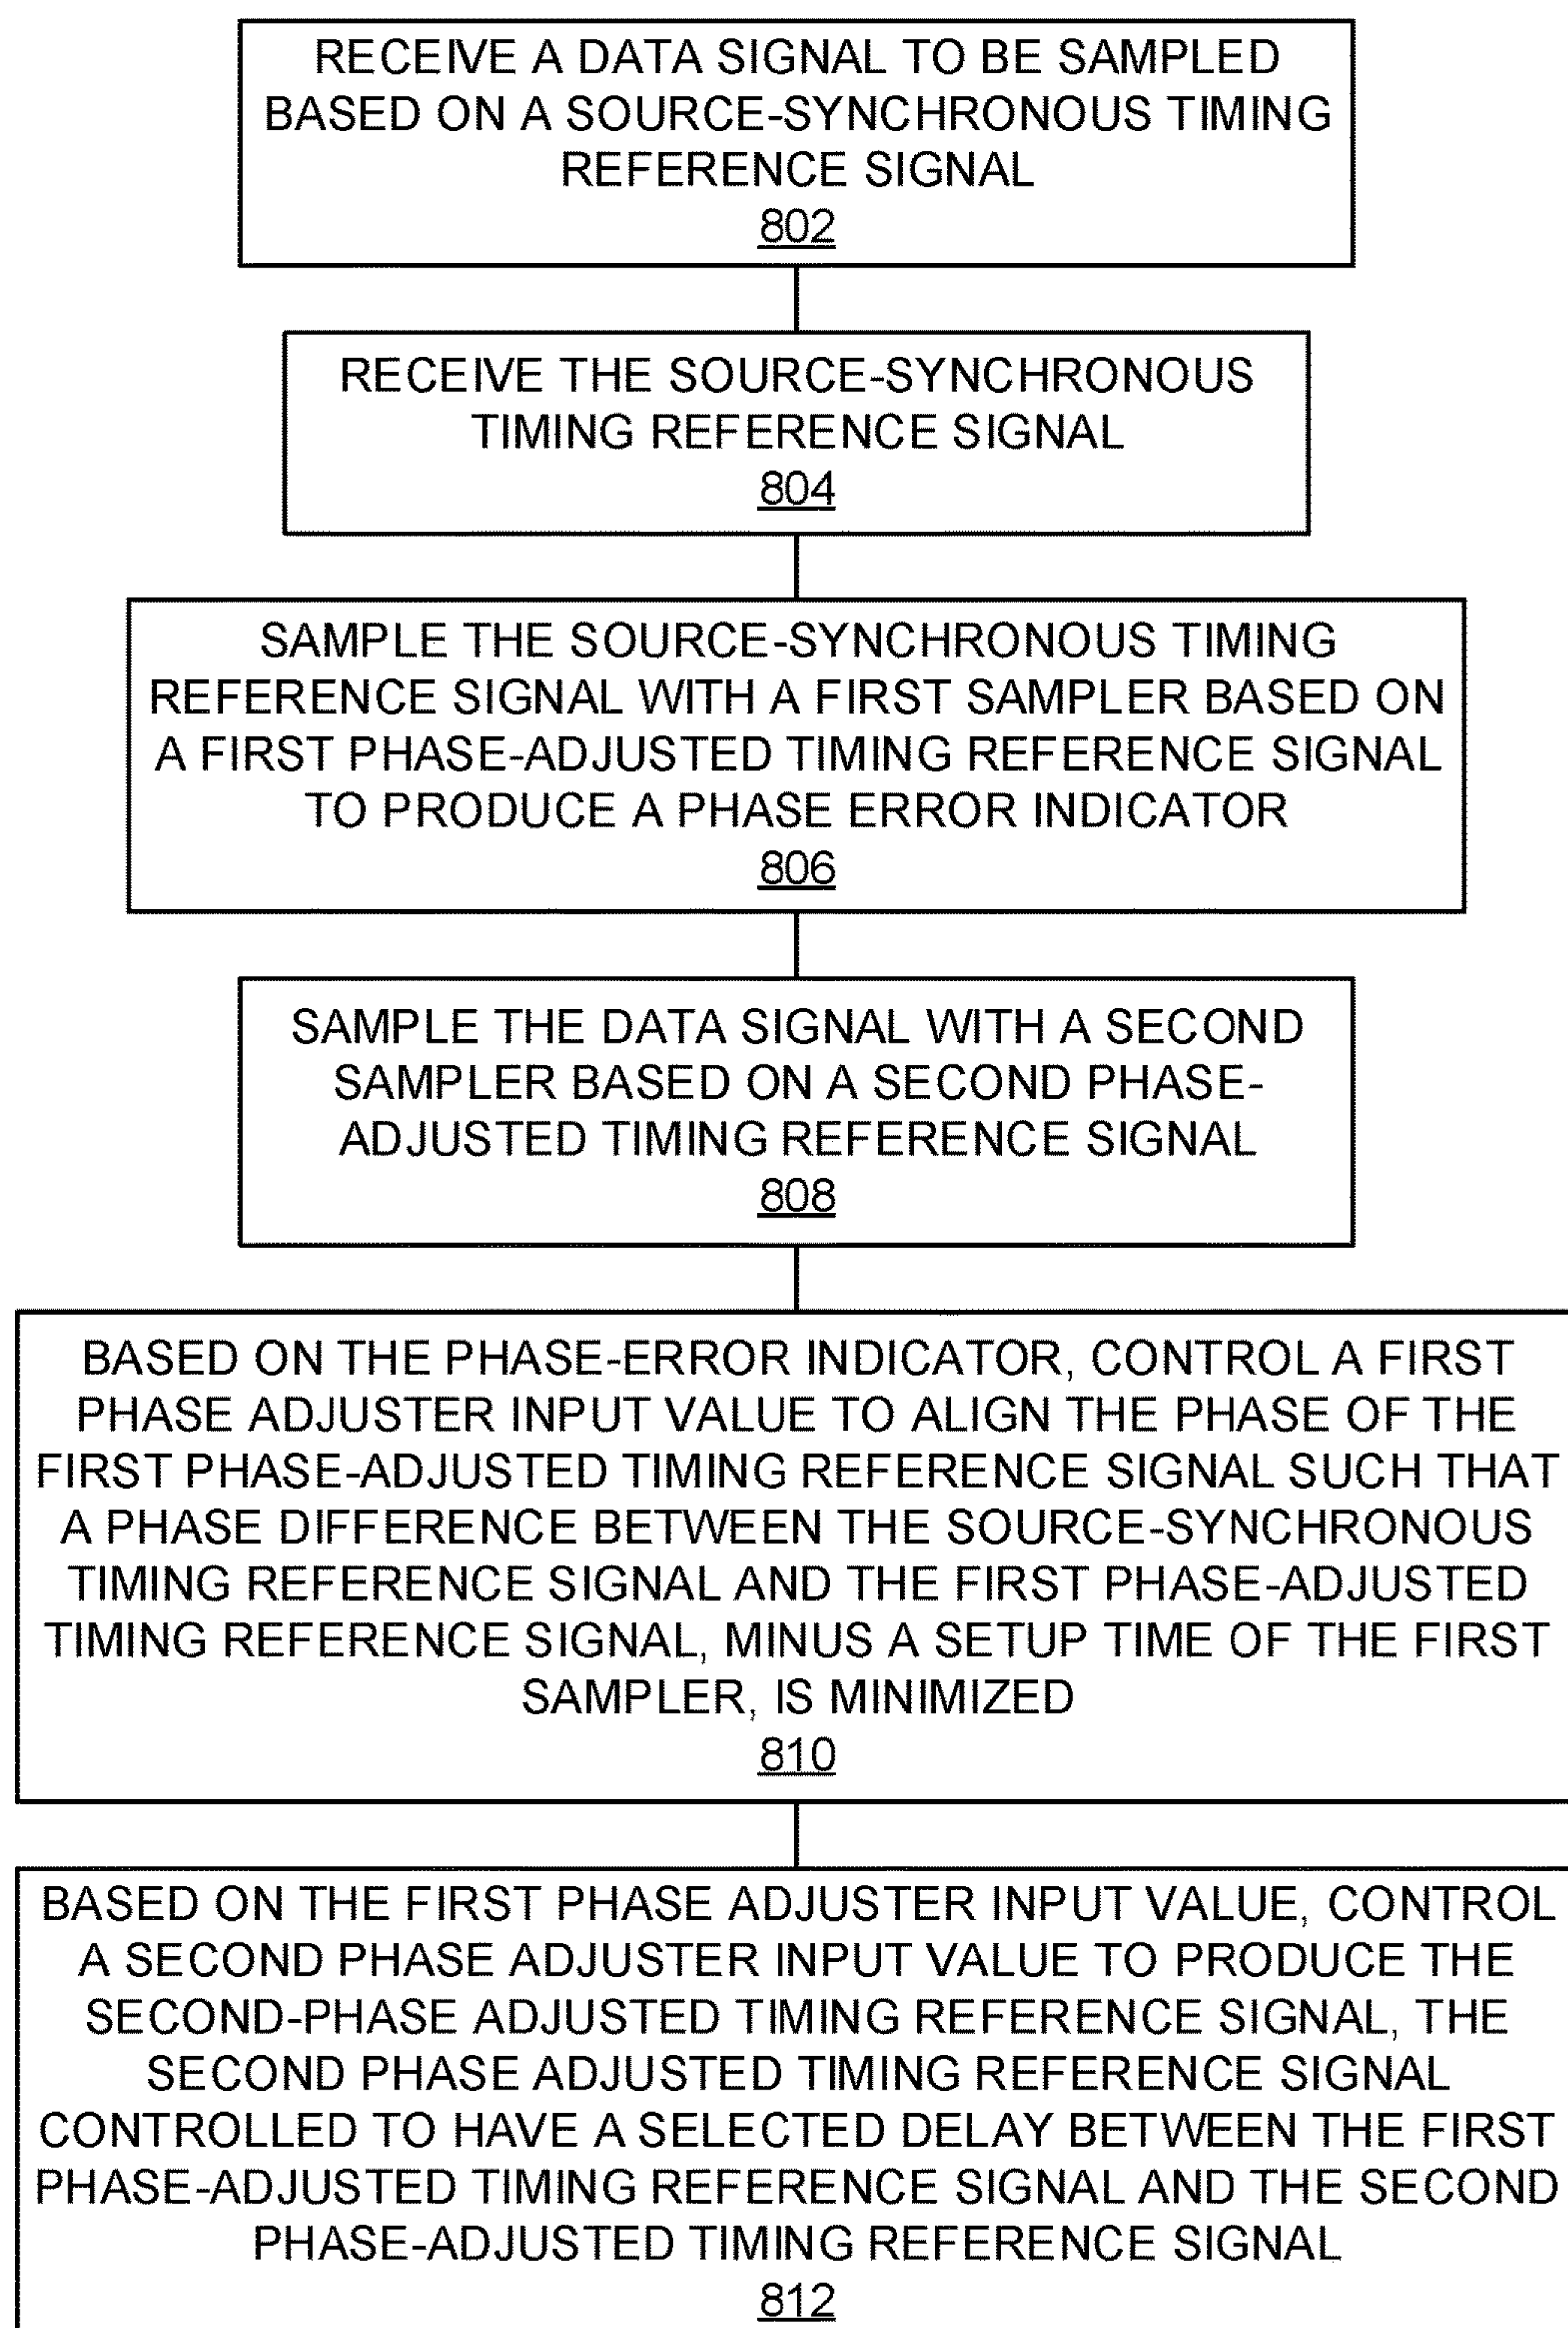 RECEIVE A DATA SIGNAL TO BE SAMPLED
BASED ON A SOURCE-SYNCHRONOUS TIMING
REFERENCE SIGNAL
802
RECEIVE THE SOURCE-SYNCHRONOUS
TIMING REFERENCE SIGNAL
804
SAMPLE THE SOURCE-SYNCHRONOUS TIMING
REFERENCE SIGNAL WITH A FIRST SAMPLER BASED ON
A FIRST PHASE-ADJUSTED TIMING REFERENCE SIGNAL
TO PRODUCE A PHASE ERROR INDICATOR
806
SAMPLE THE DATA SIGNAL WITH A SECOND
SAMPLER BASED ON A SECOND PHASE-
ADJUSTED TIMING REFERENCE SIGNAL
808
BASED ON THE PHASE-ERROR INDICATOR, CONTROL A FIRST
PHASE ADJUSTER INPUT VALUE TO ALIGN THE PHASE OF THE
FIRST PHASE-ADJUSTED TIMING REFERENCE SIGNAL SUCH THAT
A PHASE DIFFERENCE BETWEEN THE SOURCE-SYNCHRONOUS
TIMING REFERENCE SIGNAL AND THE FIRST PHASE-ADJUSTED
TIMING REFERENCE SIGNAL, MINUS A SETUP TIME OF THE FIRST
SAMPLER, IS MINIMIZED
810
BASED ON THE FIRST PHASE ADJUSTER INPUT VALUE, CONTROL
A SECOND PHASE ADJUSTER INPUT VALUE TO PRODUCE THE
SECOND-PHASE ADJUSTED TIMING REFERENCE SIGNAL, THE
SECOND PHASE ADJUSTED TIMING REFERENCE SIGNAL
CONTROLLED TO HAVE A SELECTED DELAY BETWEEN THE FIRST
PHASE-ADJUSTED TIMING REFERENCE SIGNAL AND THE SECOND
PHASE-ADJUSTED TIMING REFERENCE SIGNAL
812